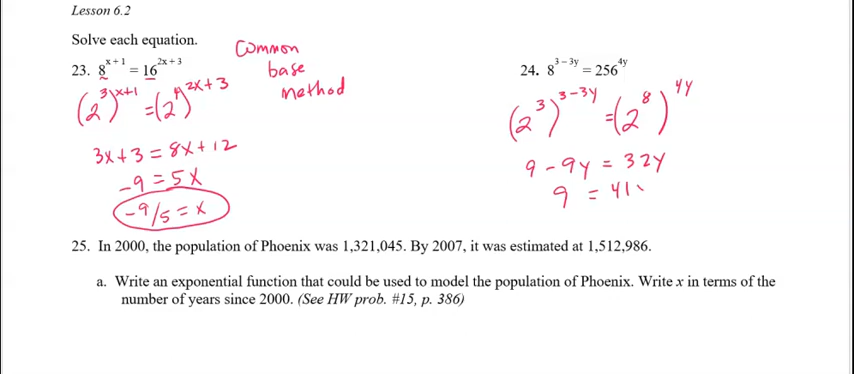 Lesson 6.2
Solve each equation.
Common
base
method
23. 8^{x + 1} = 16^{2x + 3}
(2^3)^{x+1} = (2^4)^{2x+3}
3x+3 = 8x+12
-9 = 5x
-9/5 = x
24. 8^{3 – 3y} = 256^{4y}
(2^3)^{3-3y} = (2^8)^{4y}
9 - 9y = 32y
9 = 41
25. In 2000, the population of Phoenix was 1,321,045. By 2007, it was estimated at 1,512,986.
a. Write an exponential function that could be used to model the population of Phoenix. Write x in terms of the
number of years since 2000. (See HW prob. #15, p. 386)